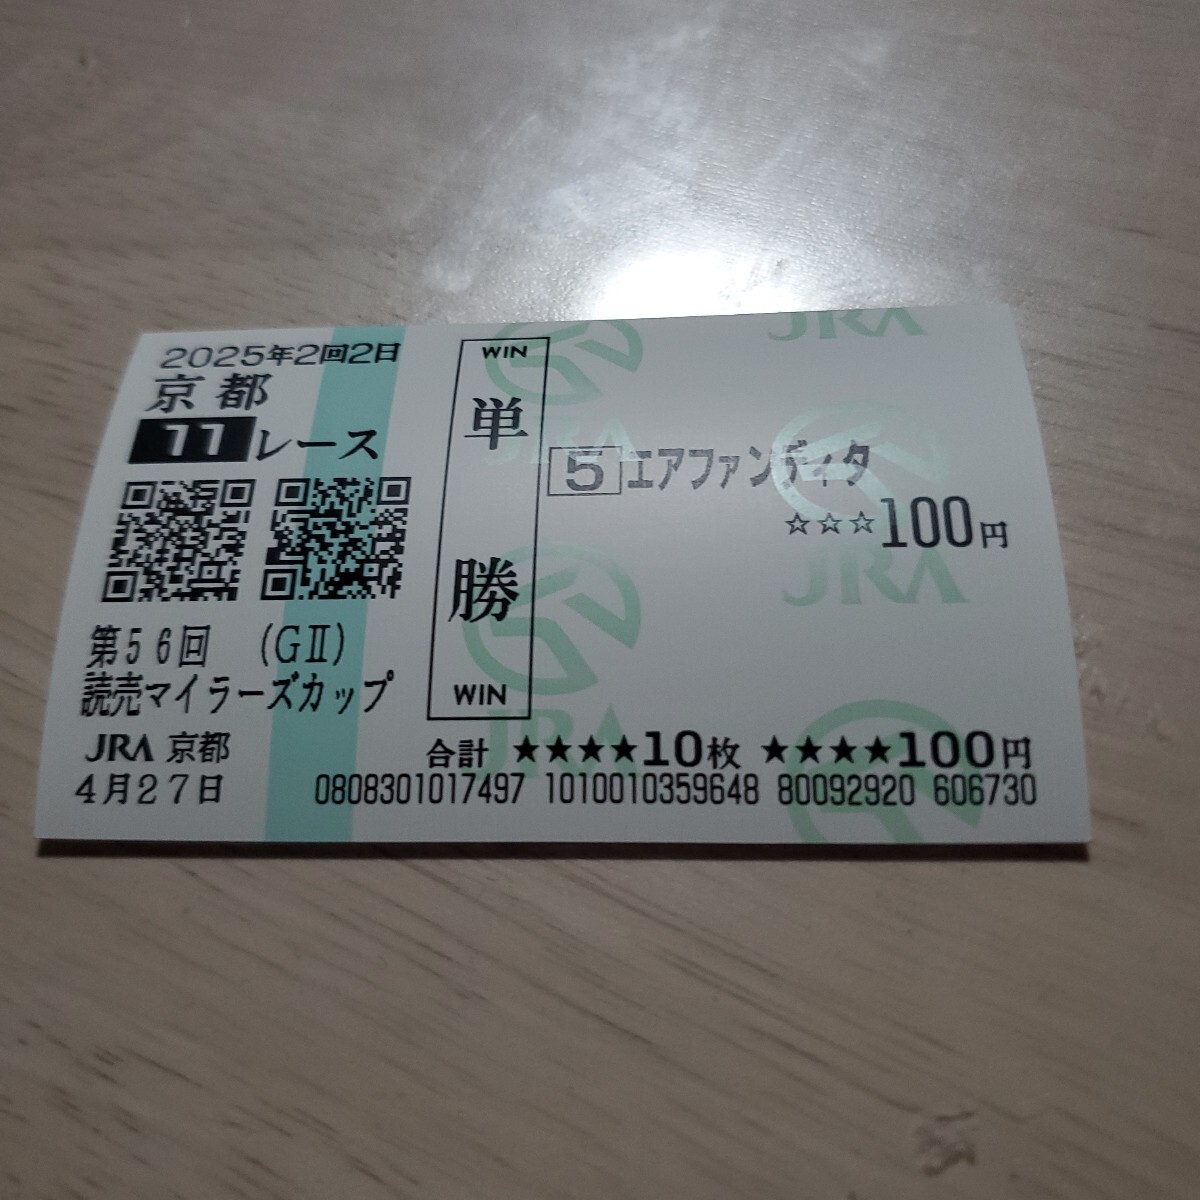 2025年2回2日
京都
11レース
第56回 (GⅡ)
読売マイラーズカップ
JRA 京都
4月27日
WIN
単勝
WIN
5 エアファンディタ
☆☆☆100円
合計 ★★★★10枚 ★★★★100円
0808301017497 1010010359648 80092920 606730
JRA
JRA
JRA
JRA